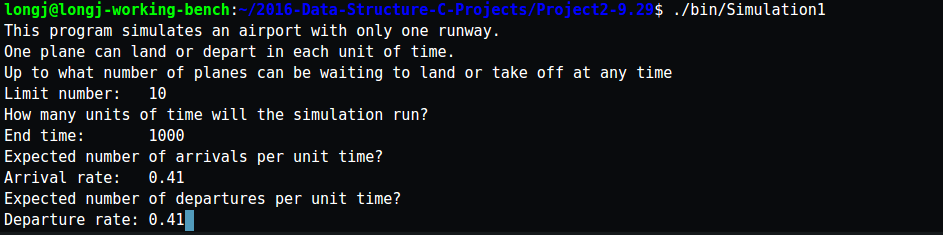 longj@longj-working-bench:~/2016-Data-Structure-C-Projects/Project2-9.29$ ./bin/Simulation1
This program simulates an airport with only one runway.
One plane can land or depart in each unit of time.
Up to what number of planes can be waiting to land or take off at any time
Limit number:   10
How many units of time will the simulation run?
End time:       1000
Expected number of arrivals per unit time?
Arrival rate:   0.41
Expected number of departures per unit time?
Departure rate: 0.41